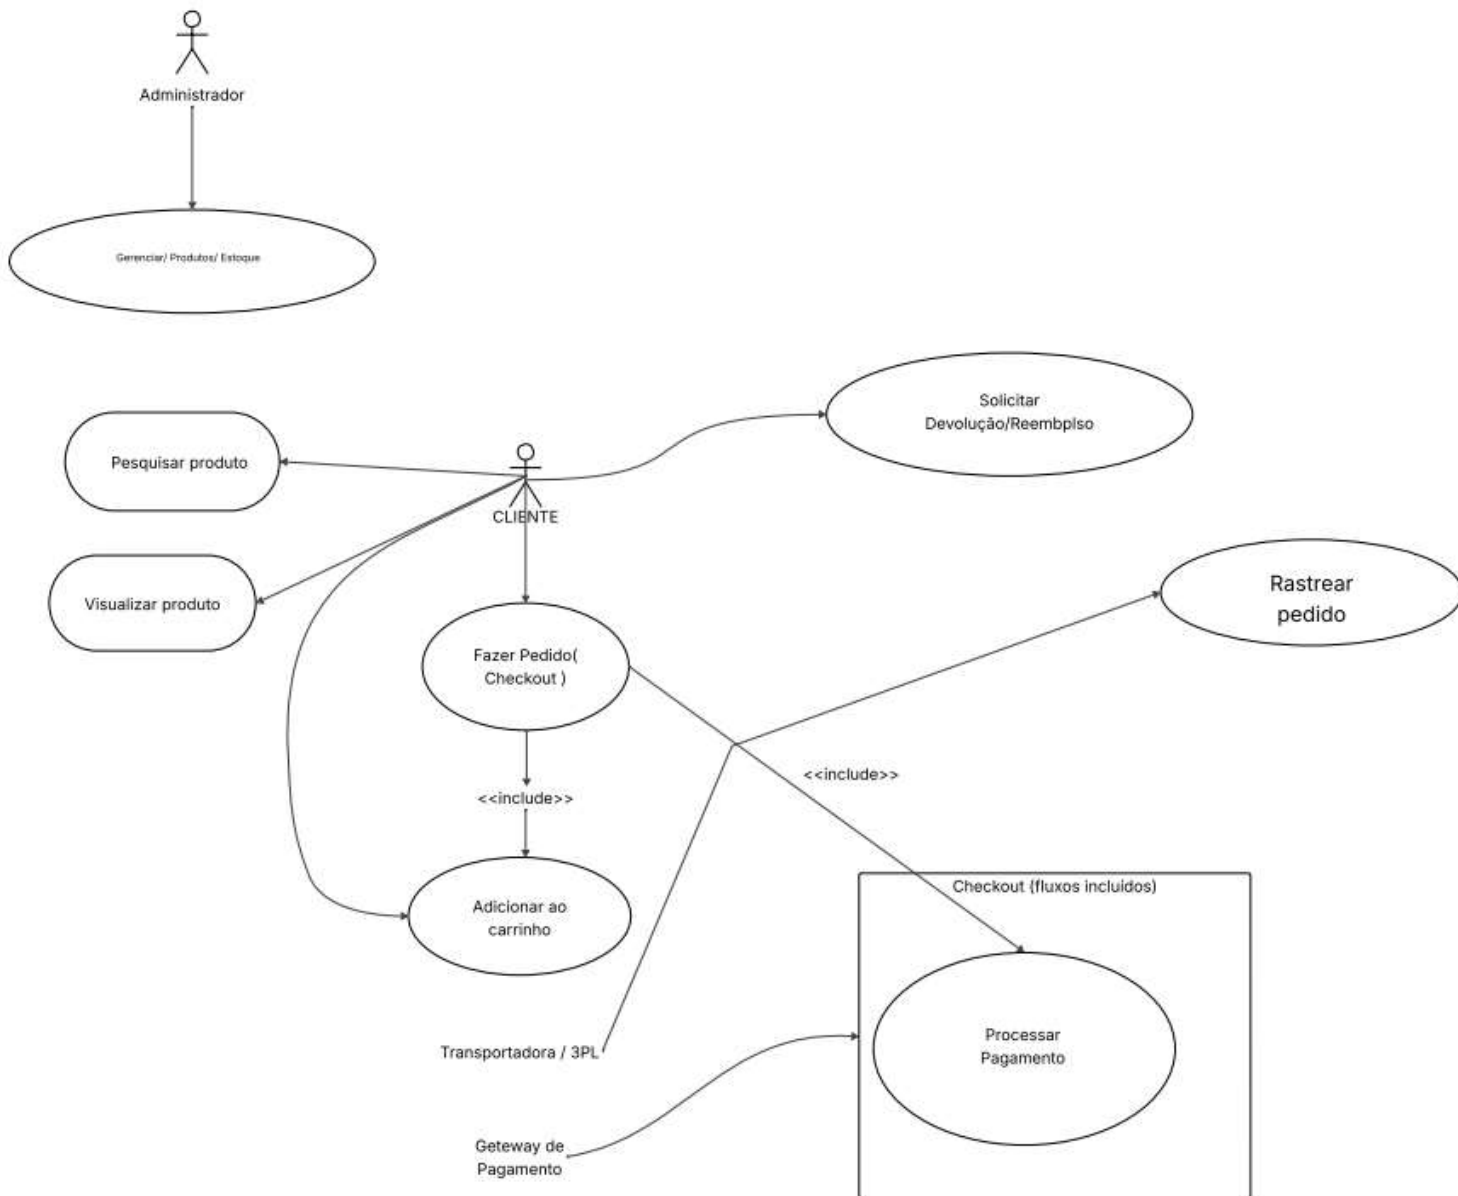 Administrador
Gerenciar/ Produtos/ Estoque
Solicitar
Devolução/Reembplso
Pesquisar produto
CLIENTE
Rastrear
pedido
Visualizar produto
Fazer Pedido(
Checkout )
<<include>>
<<include>>
Checkout (fluxos incluidos)
Adicionar ao
carrinho
Processar
Pagamento
Transportadora / 3PL
Geteway de
Pagamento